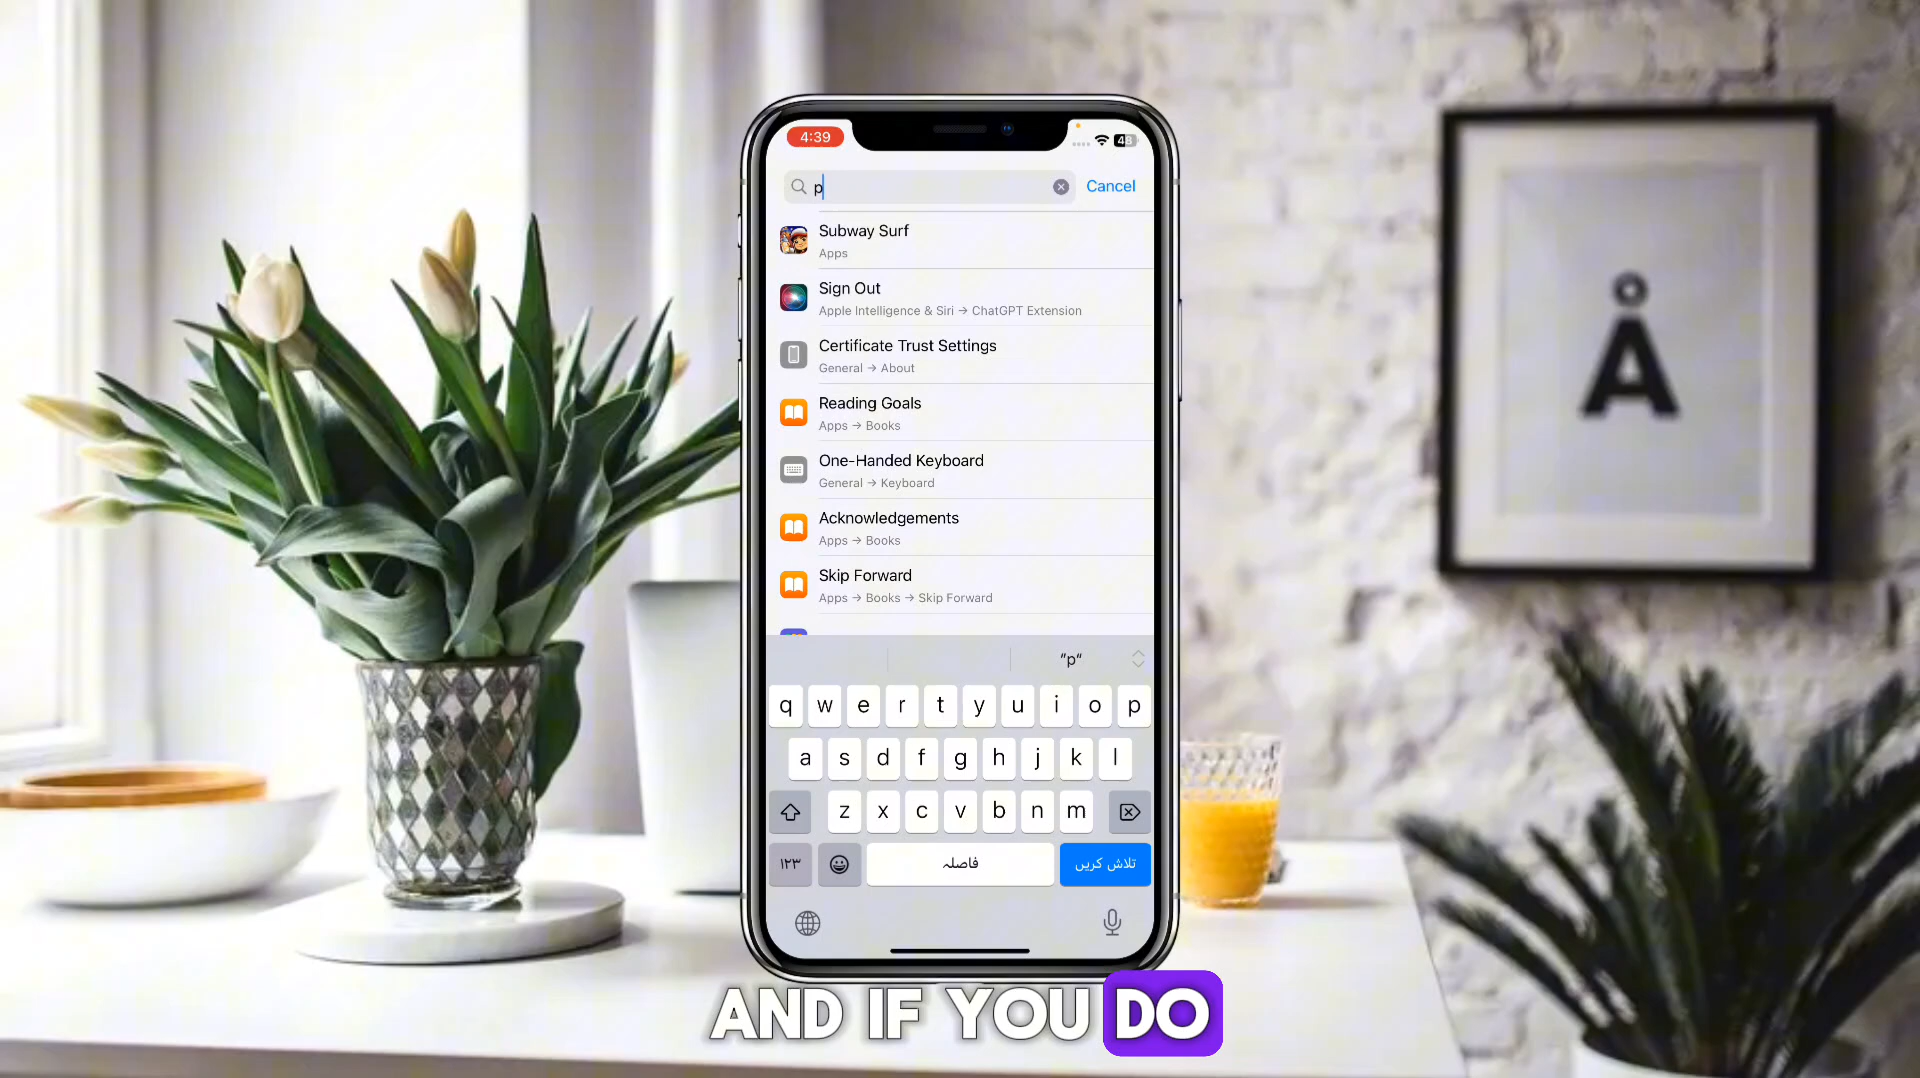 4:39
48
p
Cancel
Subway Surf
Apps
Sign Out
Apple Intelligence & Siri → ChatGPT Extension
Certificate Trust Settings
General → About
Reading Goals
Apps → Books
One-Handed Keyboard
General → Keyboard
Acknowledgements
Apps → Books
Skip Forward
Apps → Books → Skip Forward
“p“
q w e r t y u i o p
a s d f g h j k l
z x c v b n m
۱۲۳
فاصلہ
تلاش کریں
Å
AND IF YOU DO